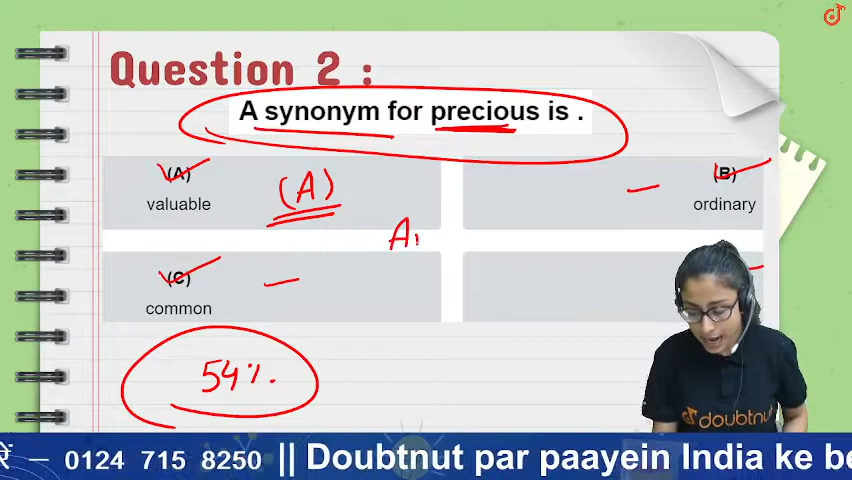 Question 2 :
A synonym for precious is .
(A)
valuable
(A)
(B)
ordinary
A
(C)
common
54%.
doubtnut
रें — 0124 715 8250 || Doubtnut par paayein India ke be